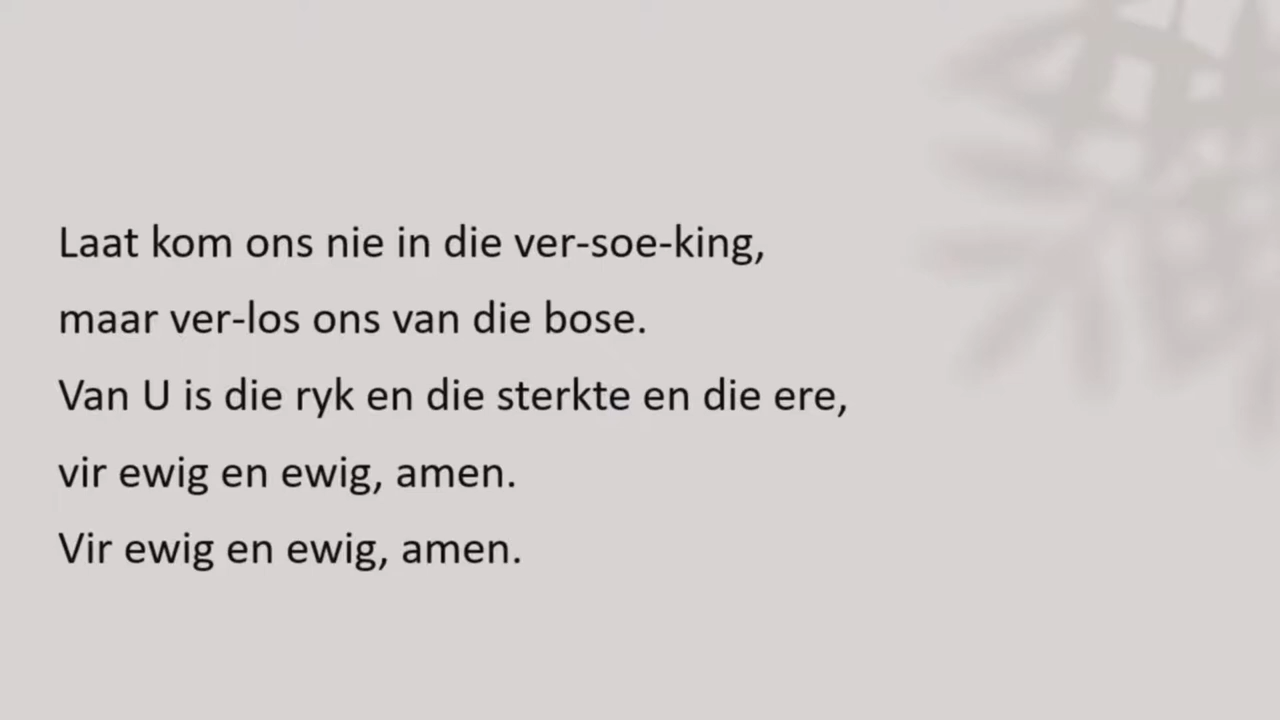 Laat kom ons nie in die ver-soe-king,
maar ver-los ons van die bose.
Van U is die ryk en die sterkte en die ere,
vir ewig en ewig, amen.
Vir ewig en ewig, amen.